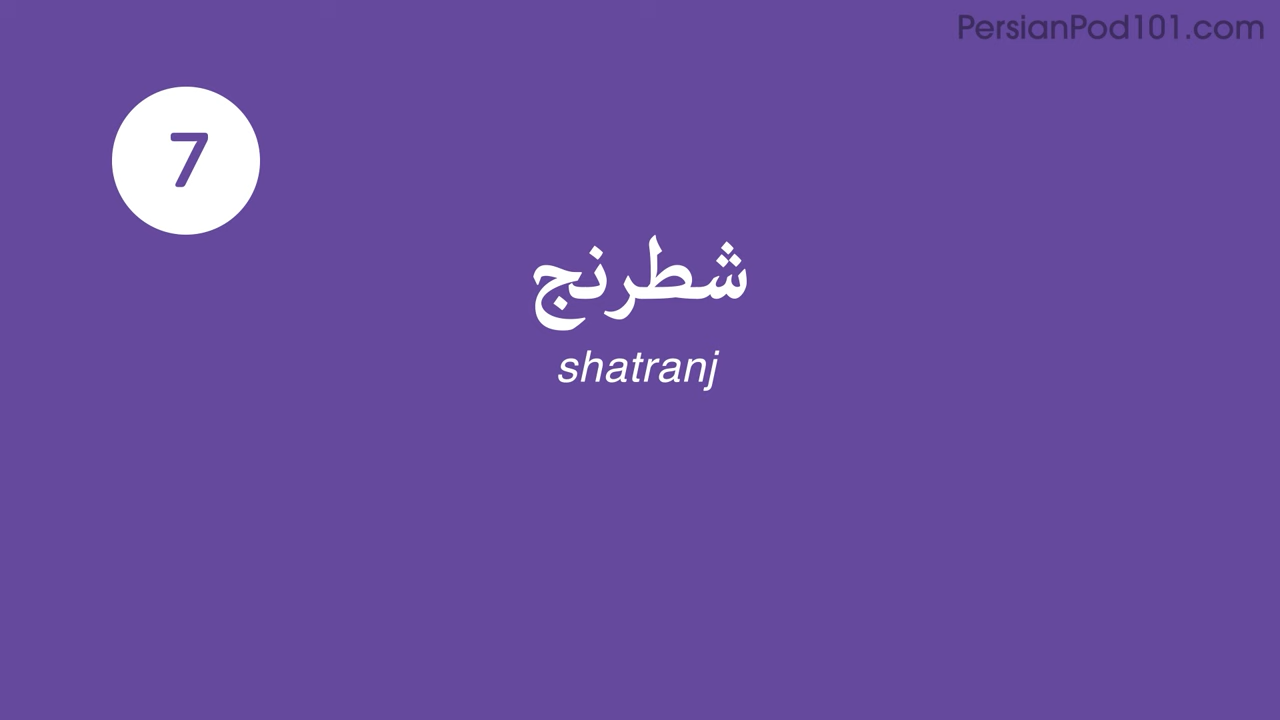 PersianPod101.com
7
شطرنج
shatranj